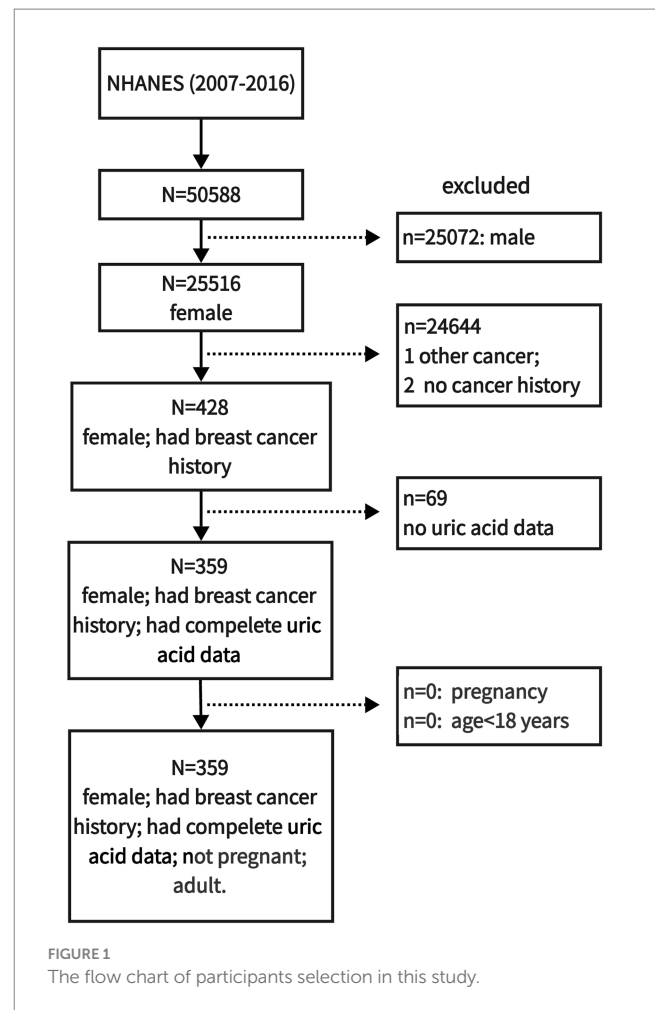 NHANES (2007-2016)
N=50588
excluded
n=25072: male
N=25516
female
n=24644
1 other cancer;
2 no cancer history
N=428
female; had breast cancer
history
n=69
no uric acid data
N=359
female; had breast cancer
history; had compelete uric
acid data
n=0: pregnancy
n=0: age<18 years
N=359
female; had breast cancer
history; had compelete uric
acid data; not pregnant;
adult.
FIGURE 1
The flow chart of participants selection in this study.